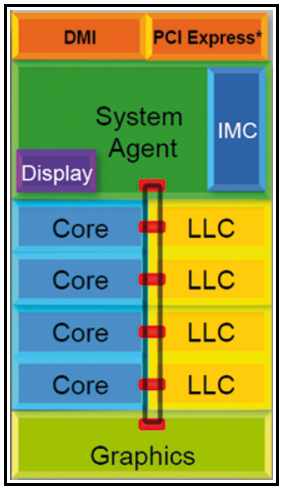 DMI PCI Express*
System
Agent
IMC
Display
Core LLC
Core LLC
Core LLC
Core LLC
Graphics